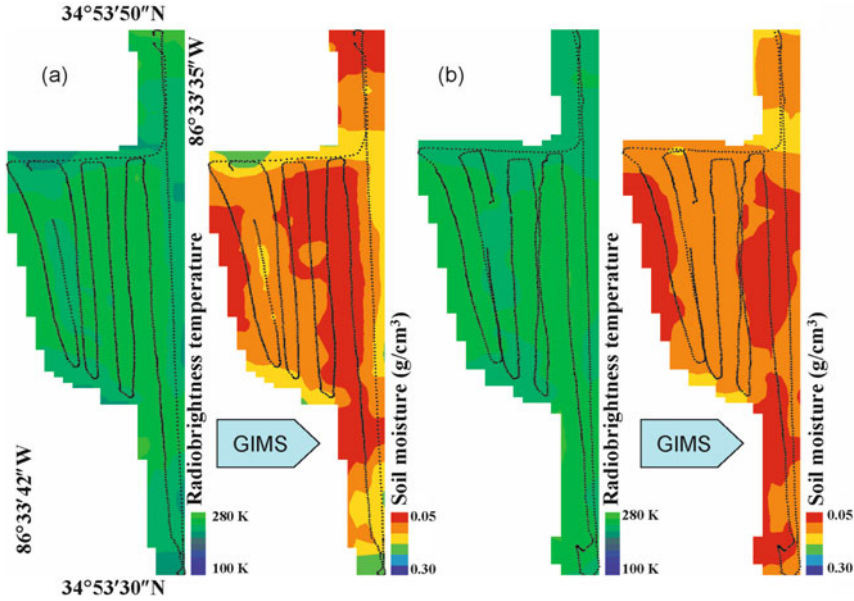 34°53′50″N
(a)
86°33′35″W
(b)
Radiobrightness temperature
Soil moisture (g/cm³)
Radiobrightness temperature
Soil moisture (g/cm³)
GIMS
GIMS
86°33′42″W
280 K
100 K
0.05
0.30
280 K
100 K
0.05
0.30
34°53′30″N